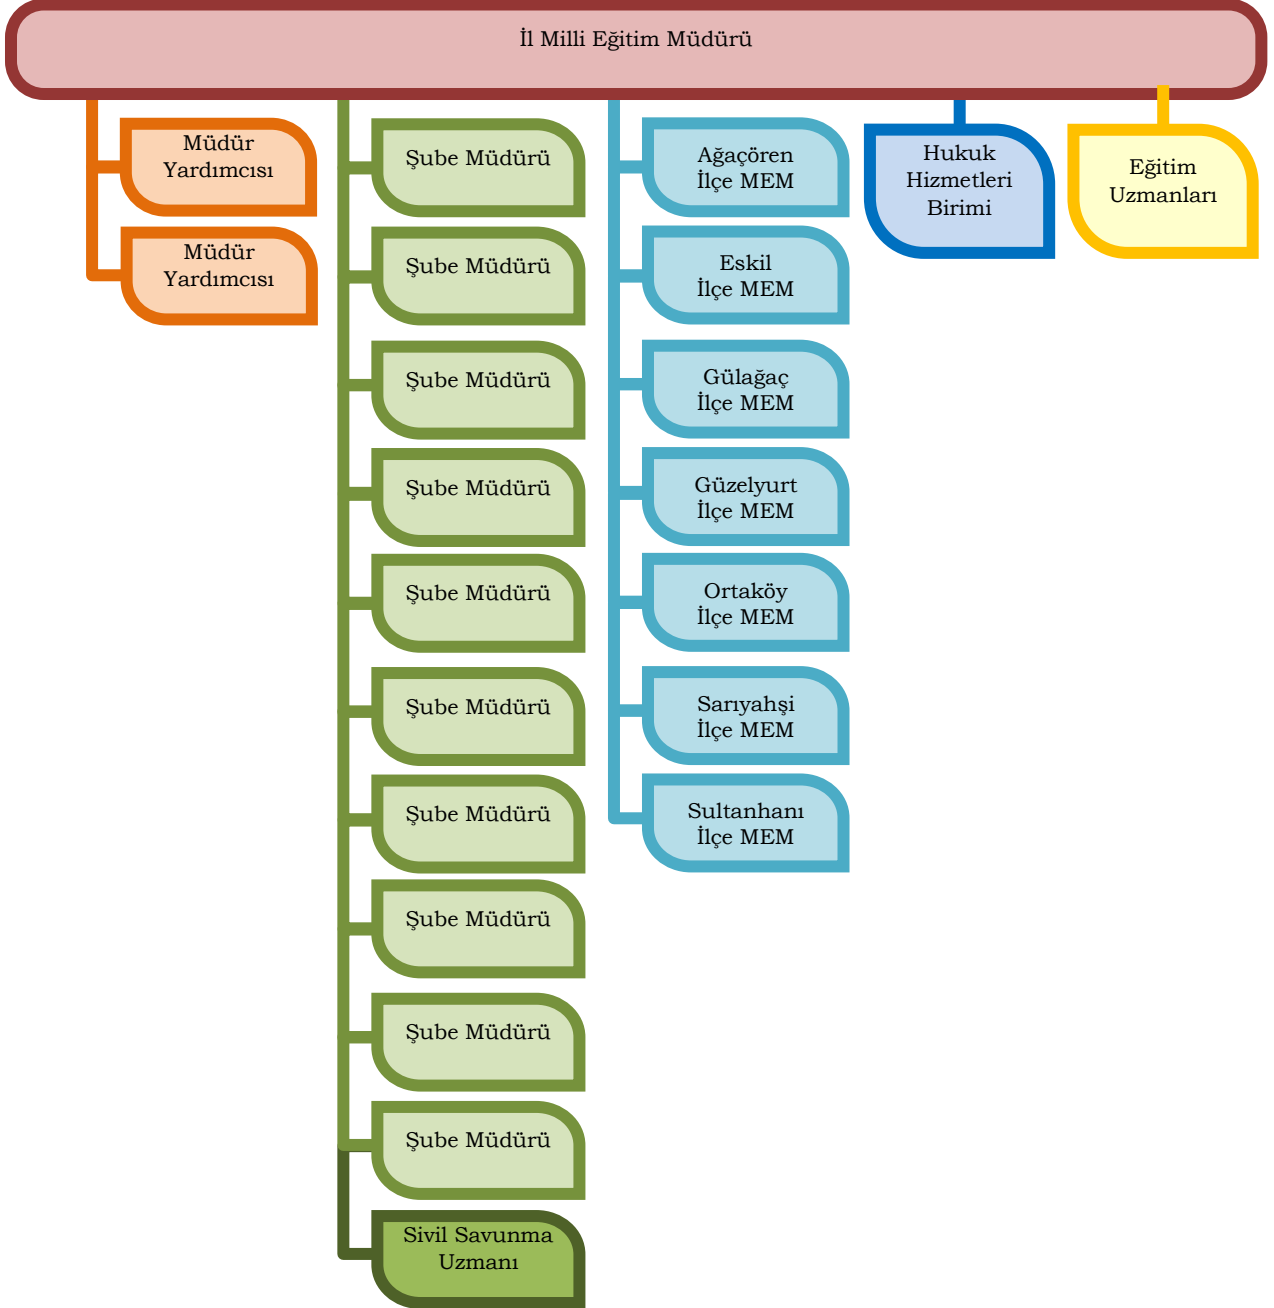 İl Milli Eğitim Müdürü
Müdür
Yardımcısı
Müdür
Yardımcısı
Şube Müdürü
Şube Müdürü
Şube Müdürü
Şube Müdürü
Şube Müdürü
Şube Müdürü
Şube Müdürü
Şube Müdürü
Şube Müdürü
Şube Müdürü
Sivil Savunma
Uzmanı
Ağaçören
İlçe MEM
Eskil
İlçe MEM
Gülağaç
İlçe MEM
Güzelyurt
İlçe MEM
Ortaköy
İlçe MEM
Sarıyahşi
İlçe MEM
Sultanhanı
İlçe MEM
Hukuk
Hizmetleri
Birimi
Eğitim
Uzmanları